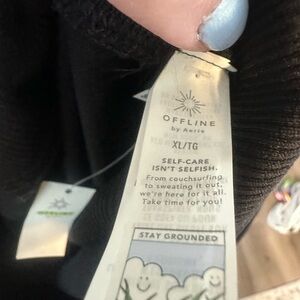 OFFLINE
by Aerie
XL/TG
SELF-CARE
ISN'T SELFISH.
From couchsurfing
to sweating it out,
we're here for it all.
Take time for you!
STAY GROUNDED
OFFLINE